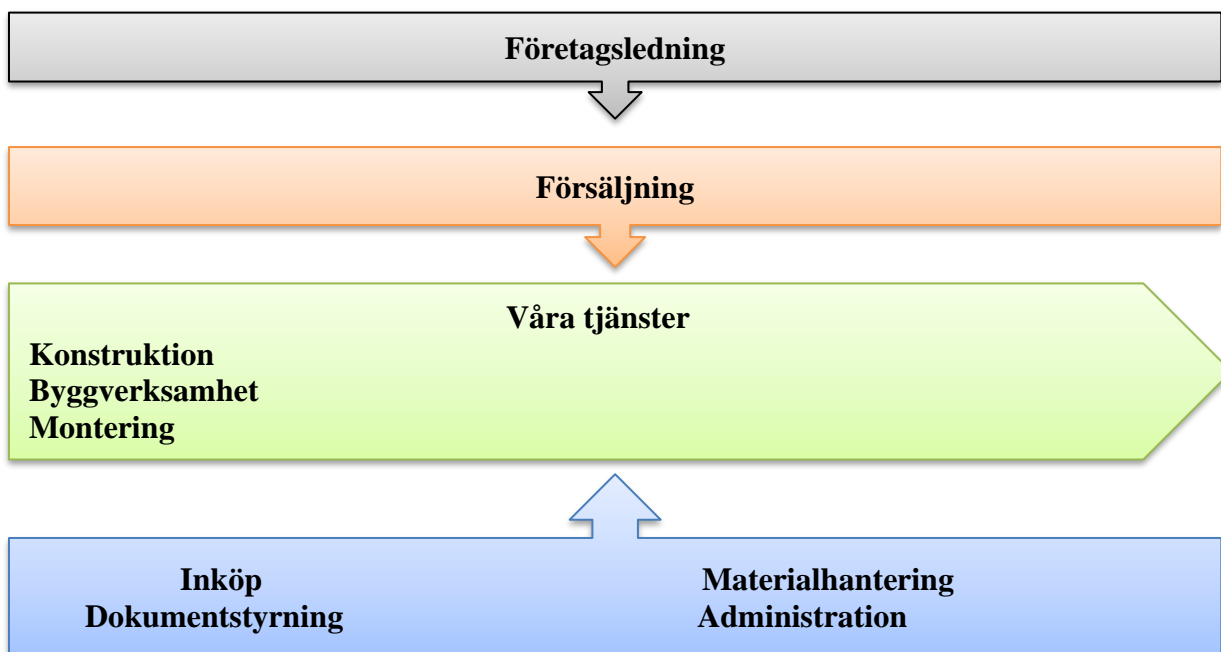 Företagsledning
Försäljning
Våra tjänster
Konstruktion
Byggverksamhet
Montering
Inköp Materialhantering
Dokumentstyrning Administration